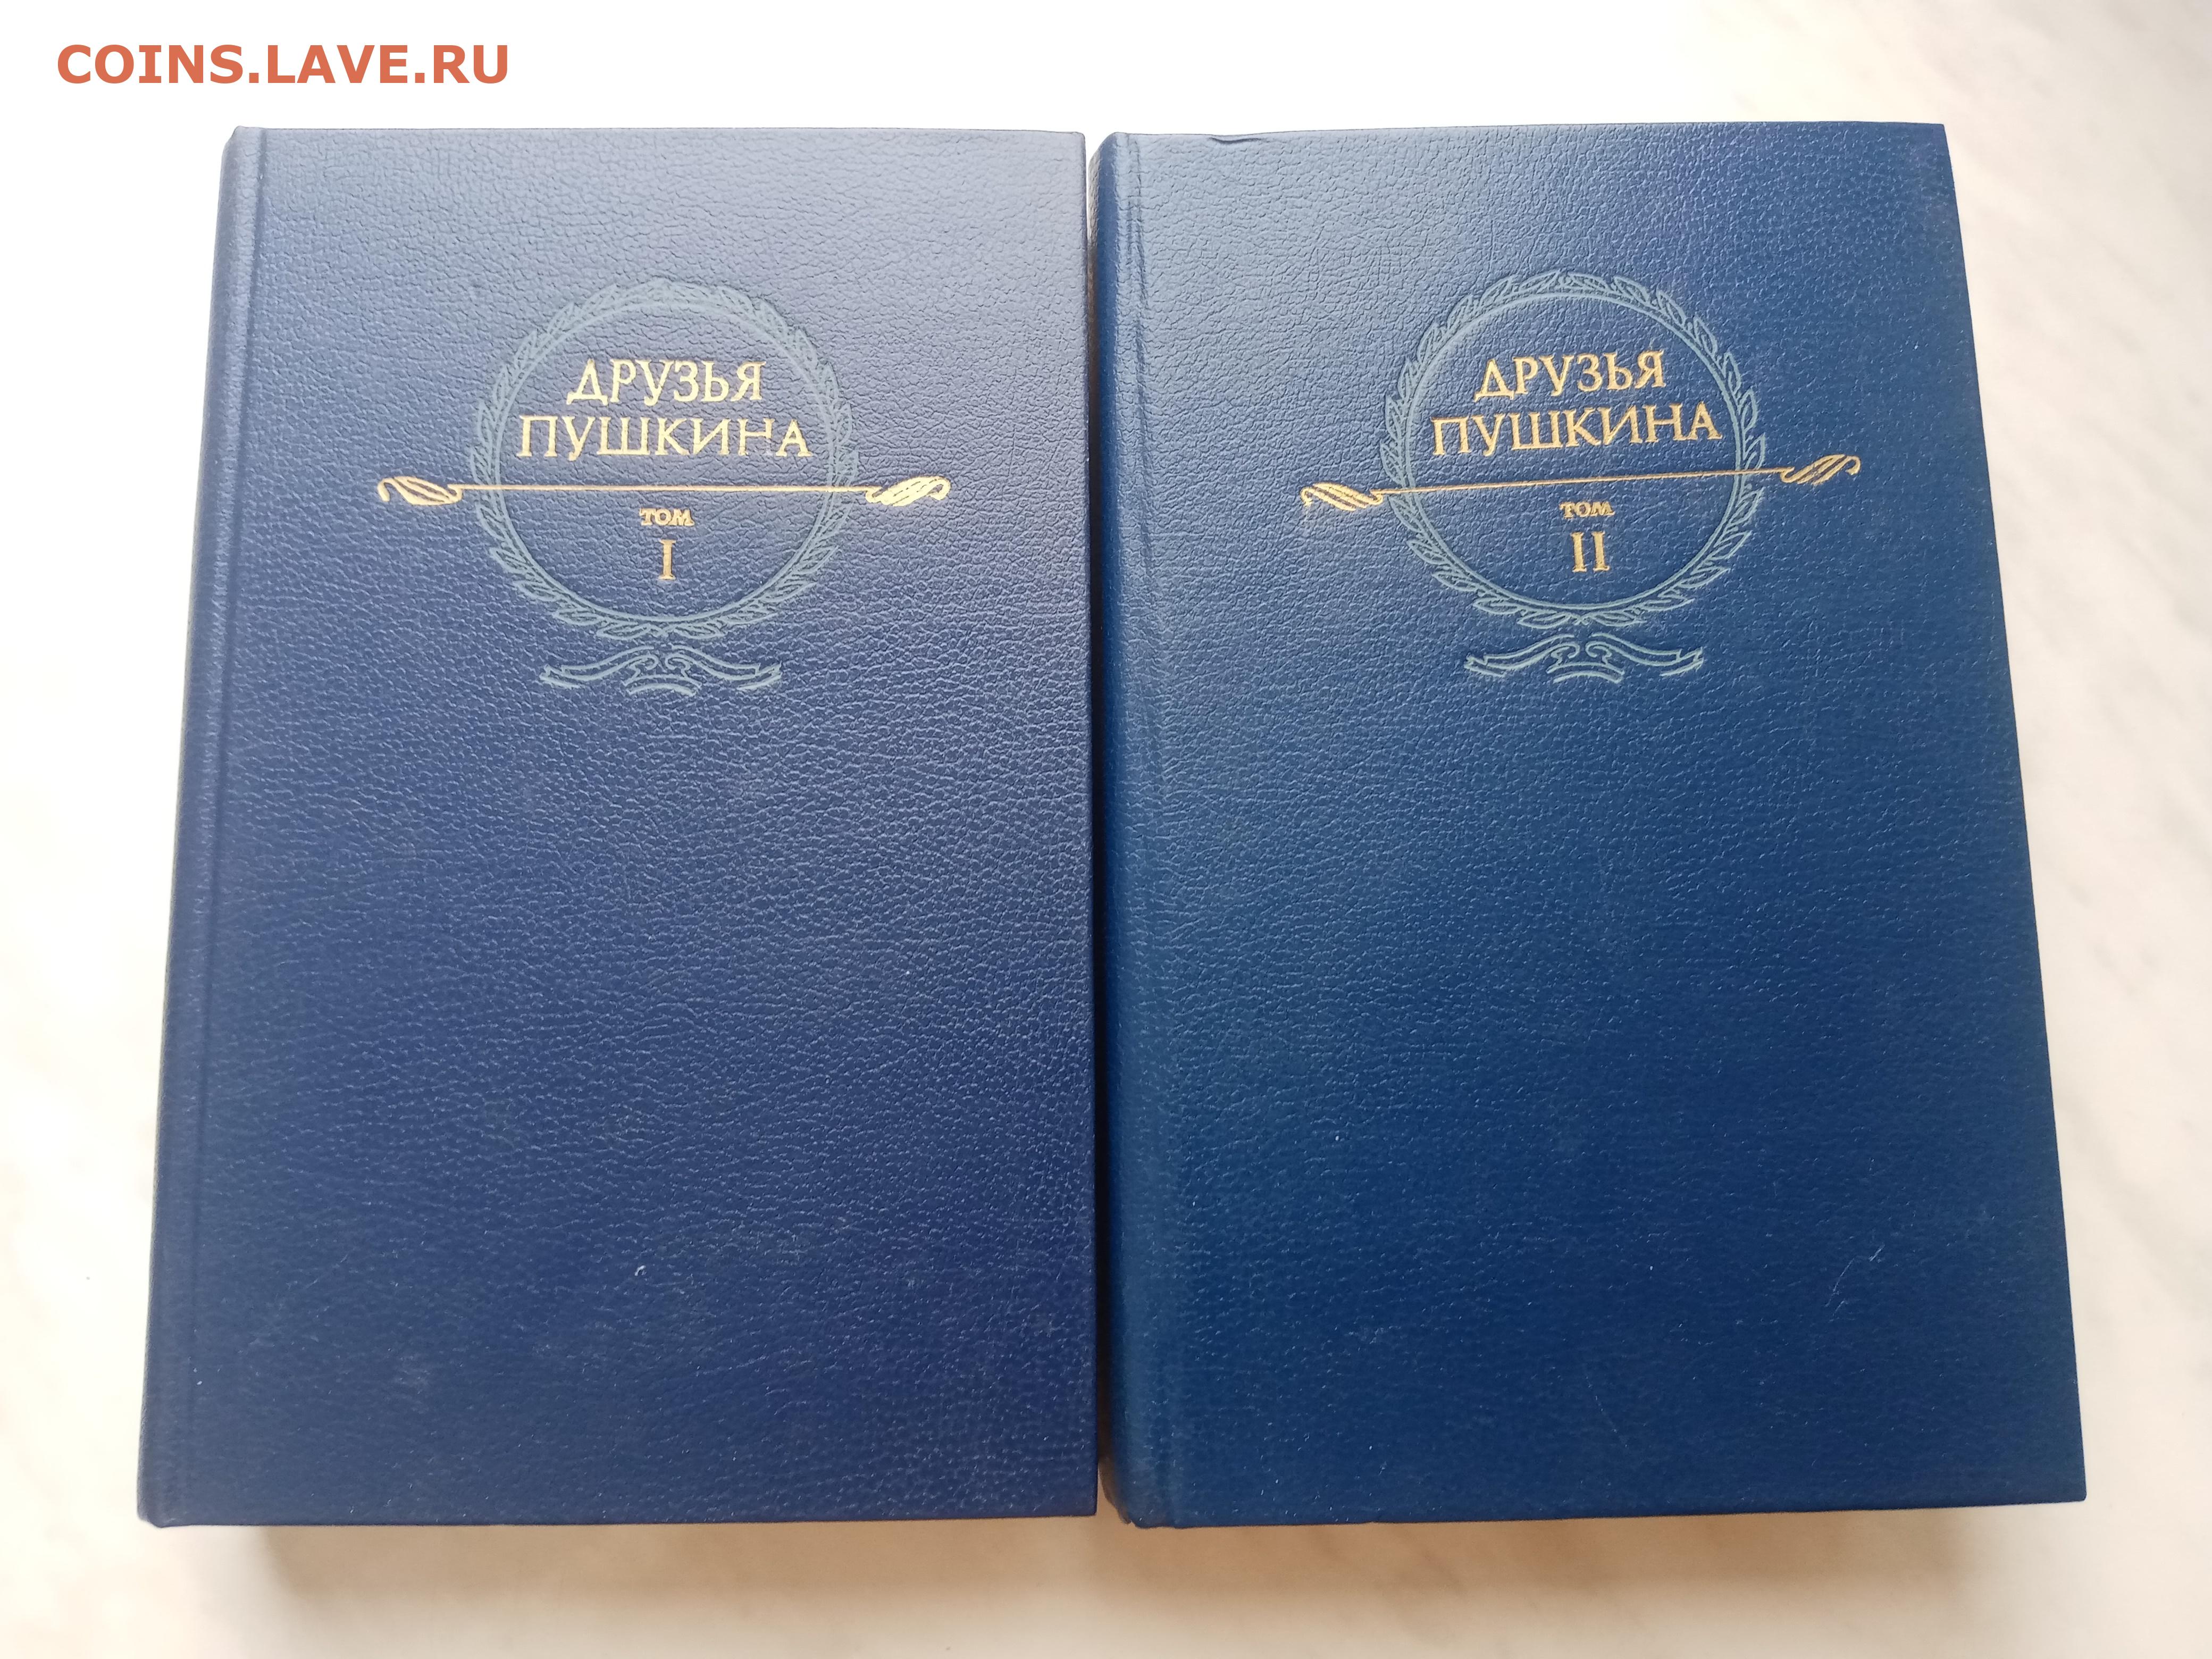 COINS.LAVE.RU
ДРУЗЬЯ
ПУШКИНА
ТОМ
I
ДРУЗЬЯ
ПУШКИНА
ТОМ
II